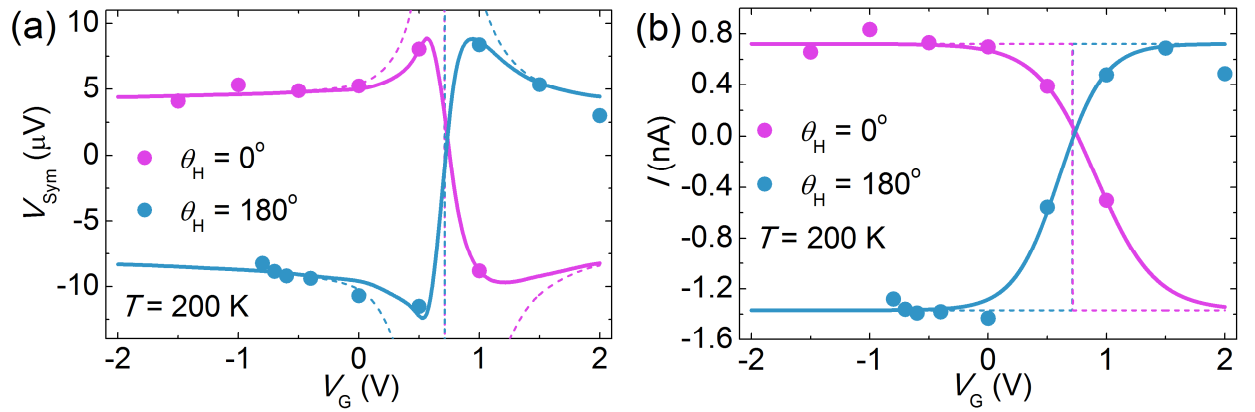 (a)
10
5
0
-5
-10
V_Sym (μV)
θ_H = 0°
θ_H = 180°
T = 200 K
-2 -1 0 1 2
V_G (V)
(b)
0.8
0.4
0.0
-0.4
-0.8
-1.2
-1.6
I (nA)
θ_H = 0°
θ_H = 180°
T = 200 K
-2 -1 0 1 2
V_G (V)